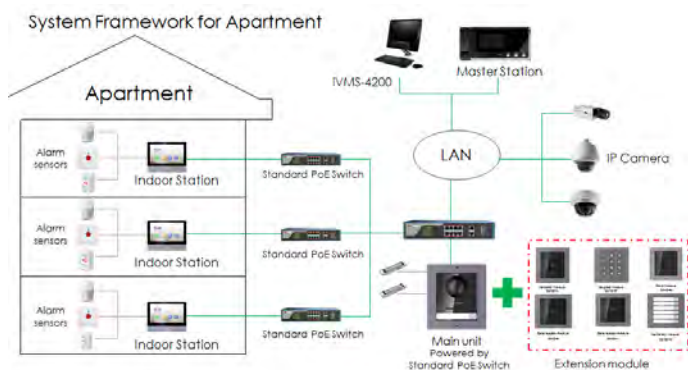 System Framework for Apartment
iVMS-4200
Master Station
Apartment
LAN
IP Camera
Alarm
sensors
Indoor Station
Standard PoE Switch
Alarm
sensors
Indoor Station
Standard PoE Switch
Alarm
sensors
Indoor Station
Standard PoE Switch
Main unit
Powered by
Standard PoE Switch
Extension module